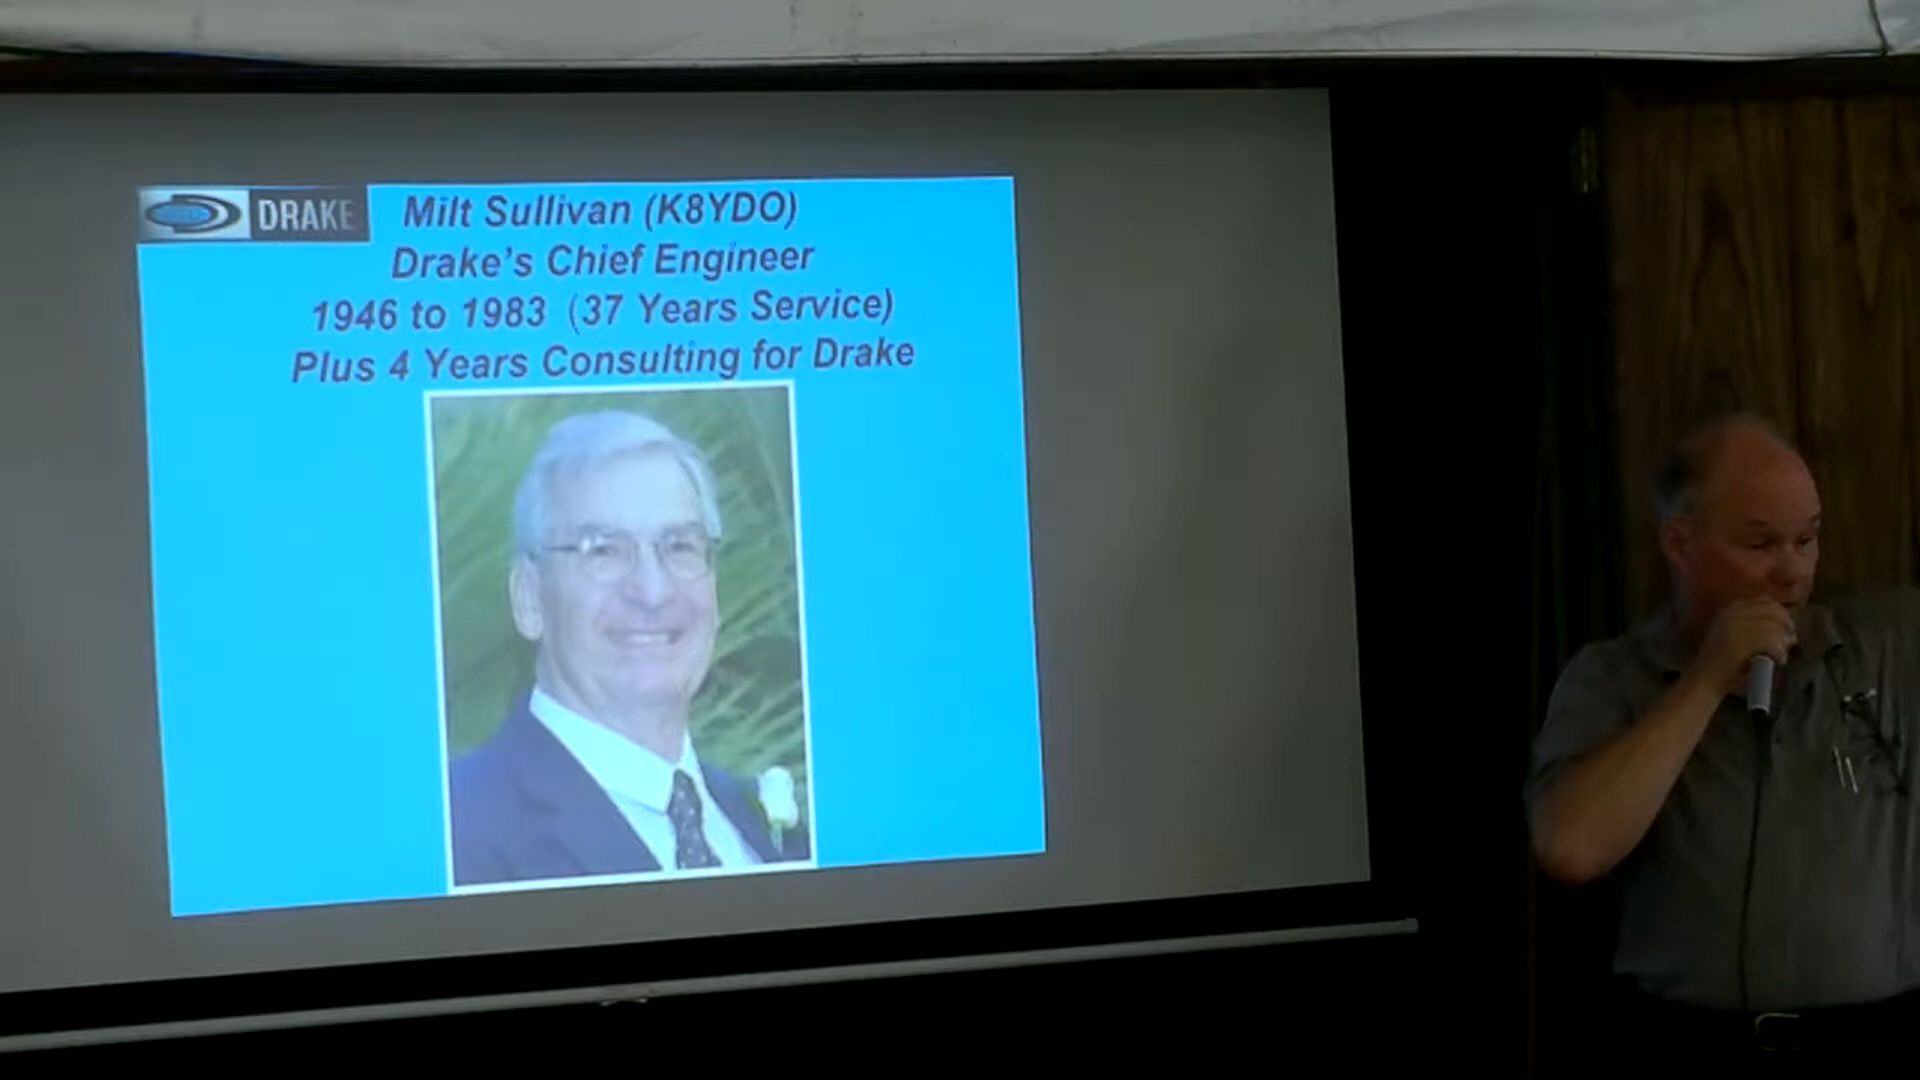 DRAKE
Milt Sullivan (K8YDO)
Drake's Chief Engineer
1946 to 1983 (37 Years Service)
Plus 4 Years Consulting for Drake